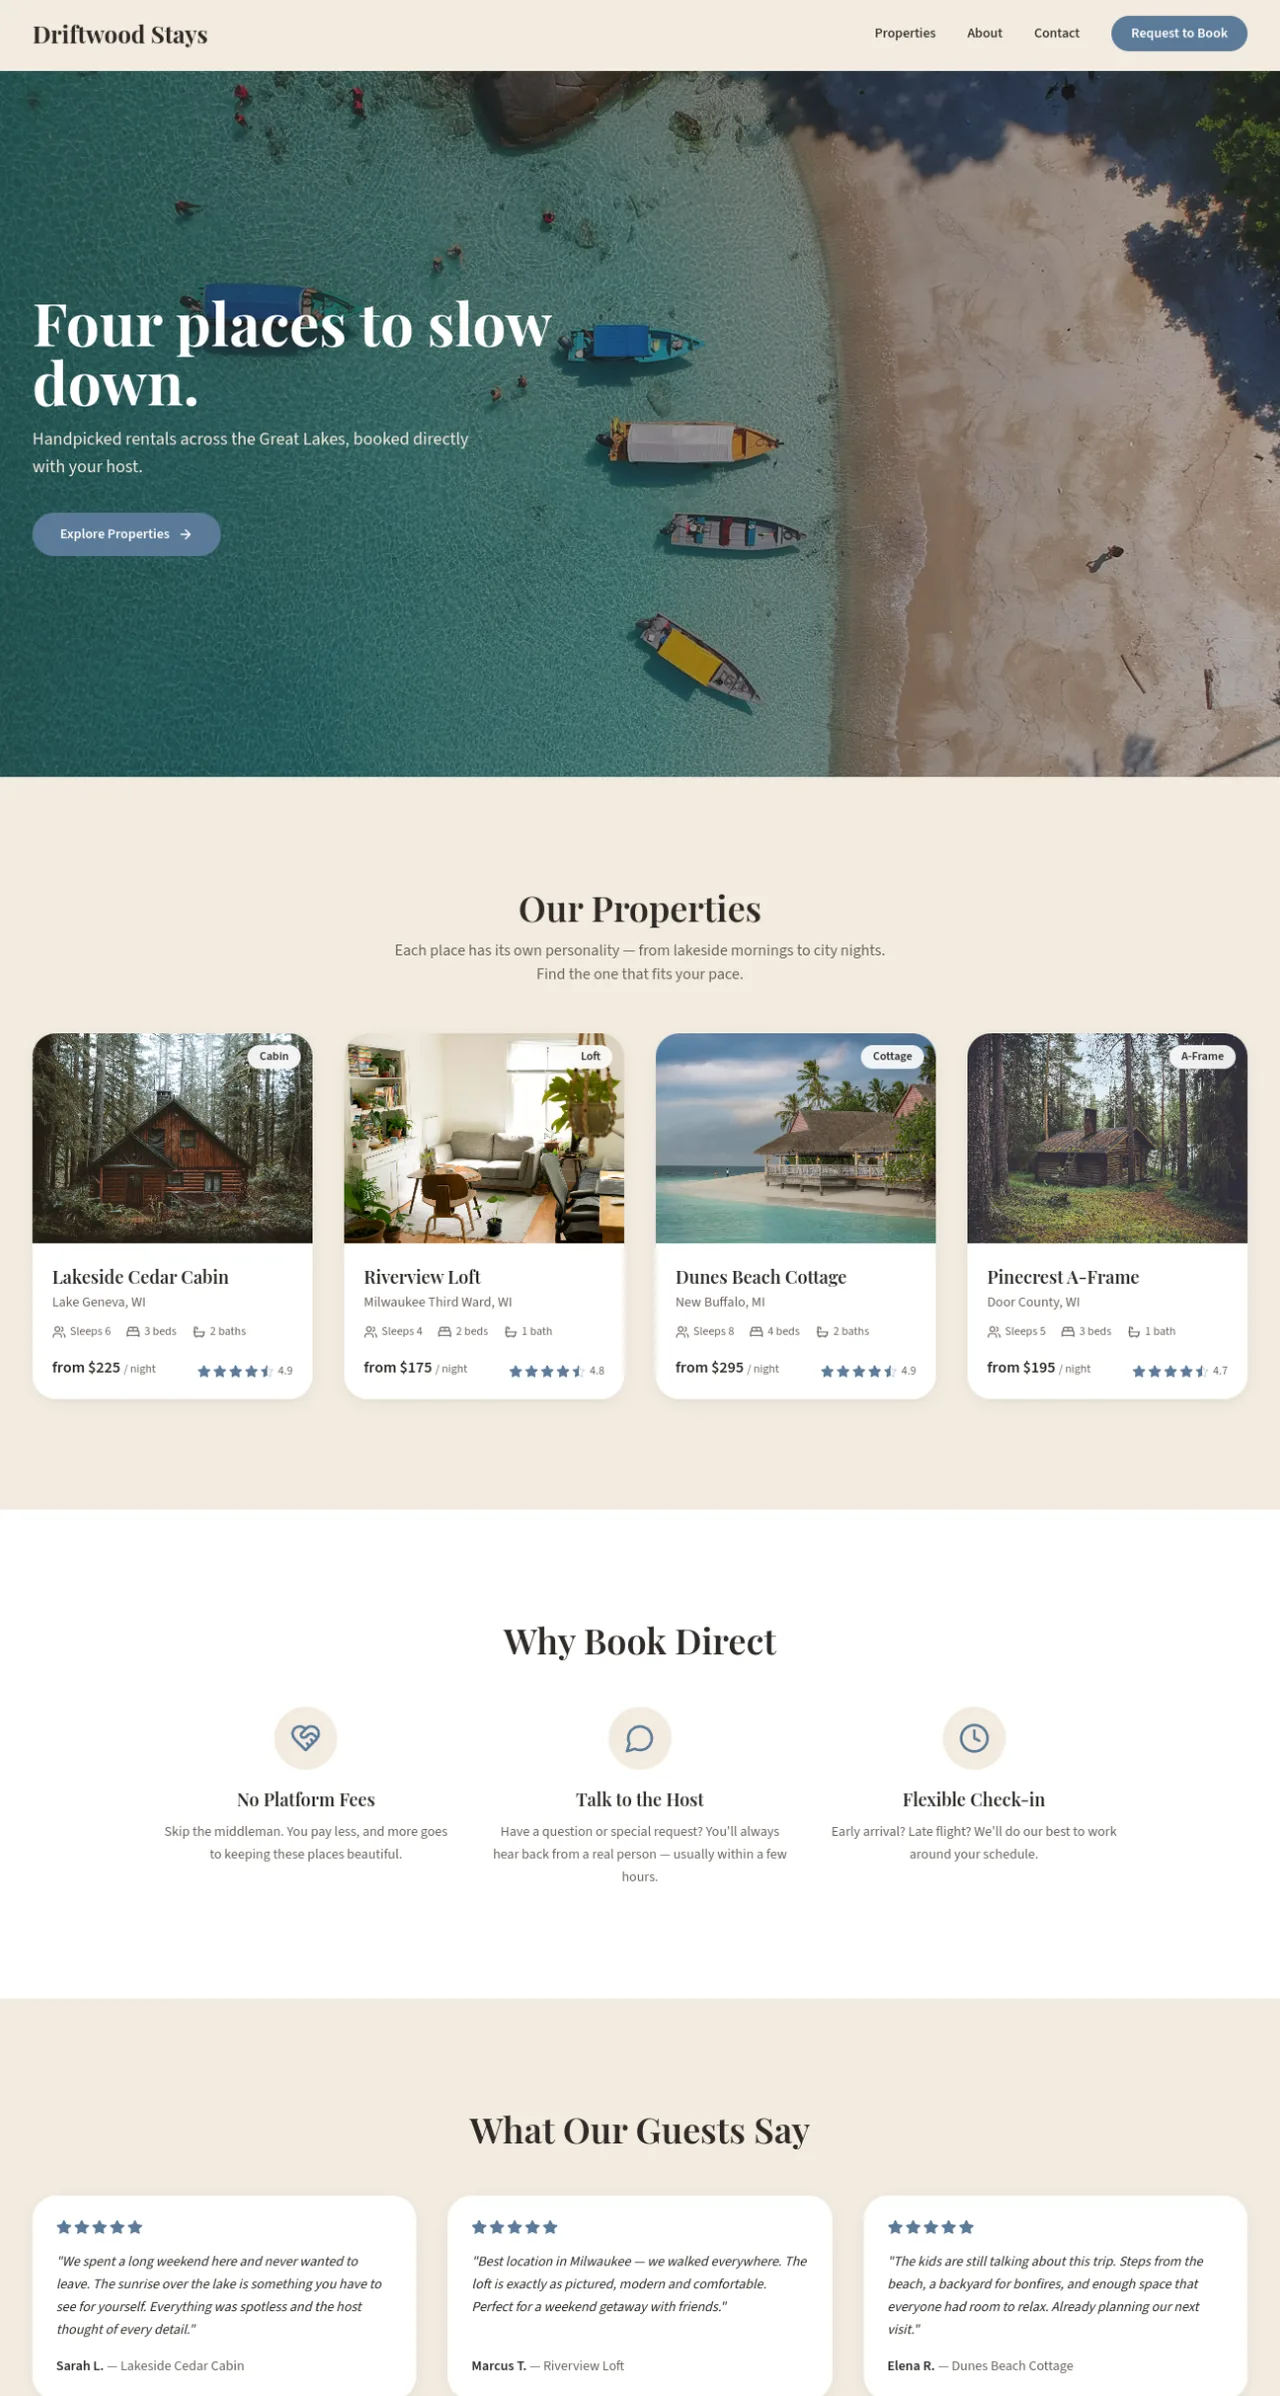 Driftwood Stays
Properties
About
Contact
Request to Book
Four places to slow
down.
Handpicked rentals across the Great Lakes, booked directly
with your host.
Explore Properties
Our Properties
Each place has its own personality — from lakeside mornings to city nights.
Find the one that fits your pace.
Cabin
Lakeside Cedar Cabin
Lake Geneva, WI
Sleeps 6 3 beds 2 baths
from $225 / night 4.9
Loft
Riverview Loft
Milwaukee Third Ward, WI
Sleeps 4 2 beds 1 bath
from $175 / night 4.8
Cottage
Dunes Beach Cottage
New Buffalo, MI
Sleeps 8 4 beds 2 baths
from $295 / night 4.9
A-Frame
Pinecrest A-Frame
Door County, WI
Sleeps 5 3 beds 1 bath
from $195 / night 4.7
Why Book Direct
No Platform Fees
Skip the middleman. You pay less, and more goes
to keeping these places beautiful.
Talk to the Host
Have a question or special request? You'll always
hear back from a real person — usually within a few
hours.
Flexible Check-in
Early arrival? Late flight? We'll do our best to work
around your schedule.
What Our Guests Say
"We spent a long weekend here and never wanted to
leave. The sunrise over the lake is something you have to
see for yourself. Everything was spotless and the host
thought of every detail."
Sarah L. — Lakeside Cedar Cabin
"Best location in Milwaukee — we walked everywhere. The
loft is exactly as pictured, modern and comfortable.
Perfect for a weekend getaway with friends."
Marcus T. — Riverview Loft
"The kids are still talking about this trip. Steps from the
beach, a backyard for bonfires, and enough space that
everyone had room to relax. Already planning our next
visit."
Elena R. — Dunes Beach Cottage